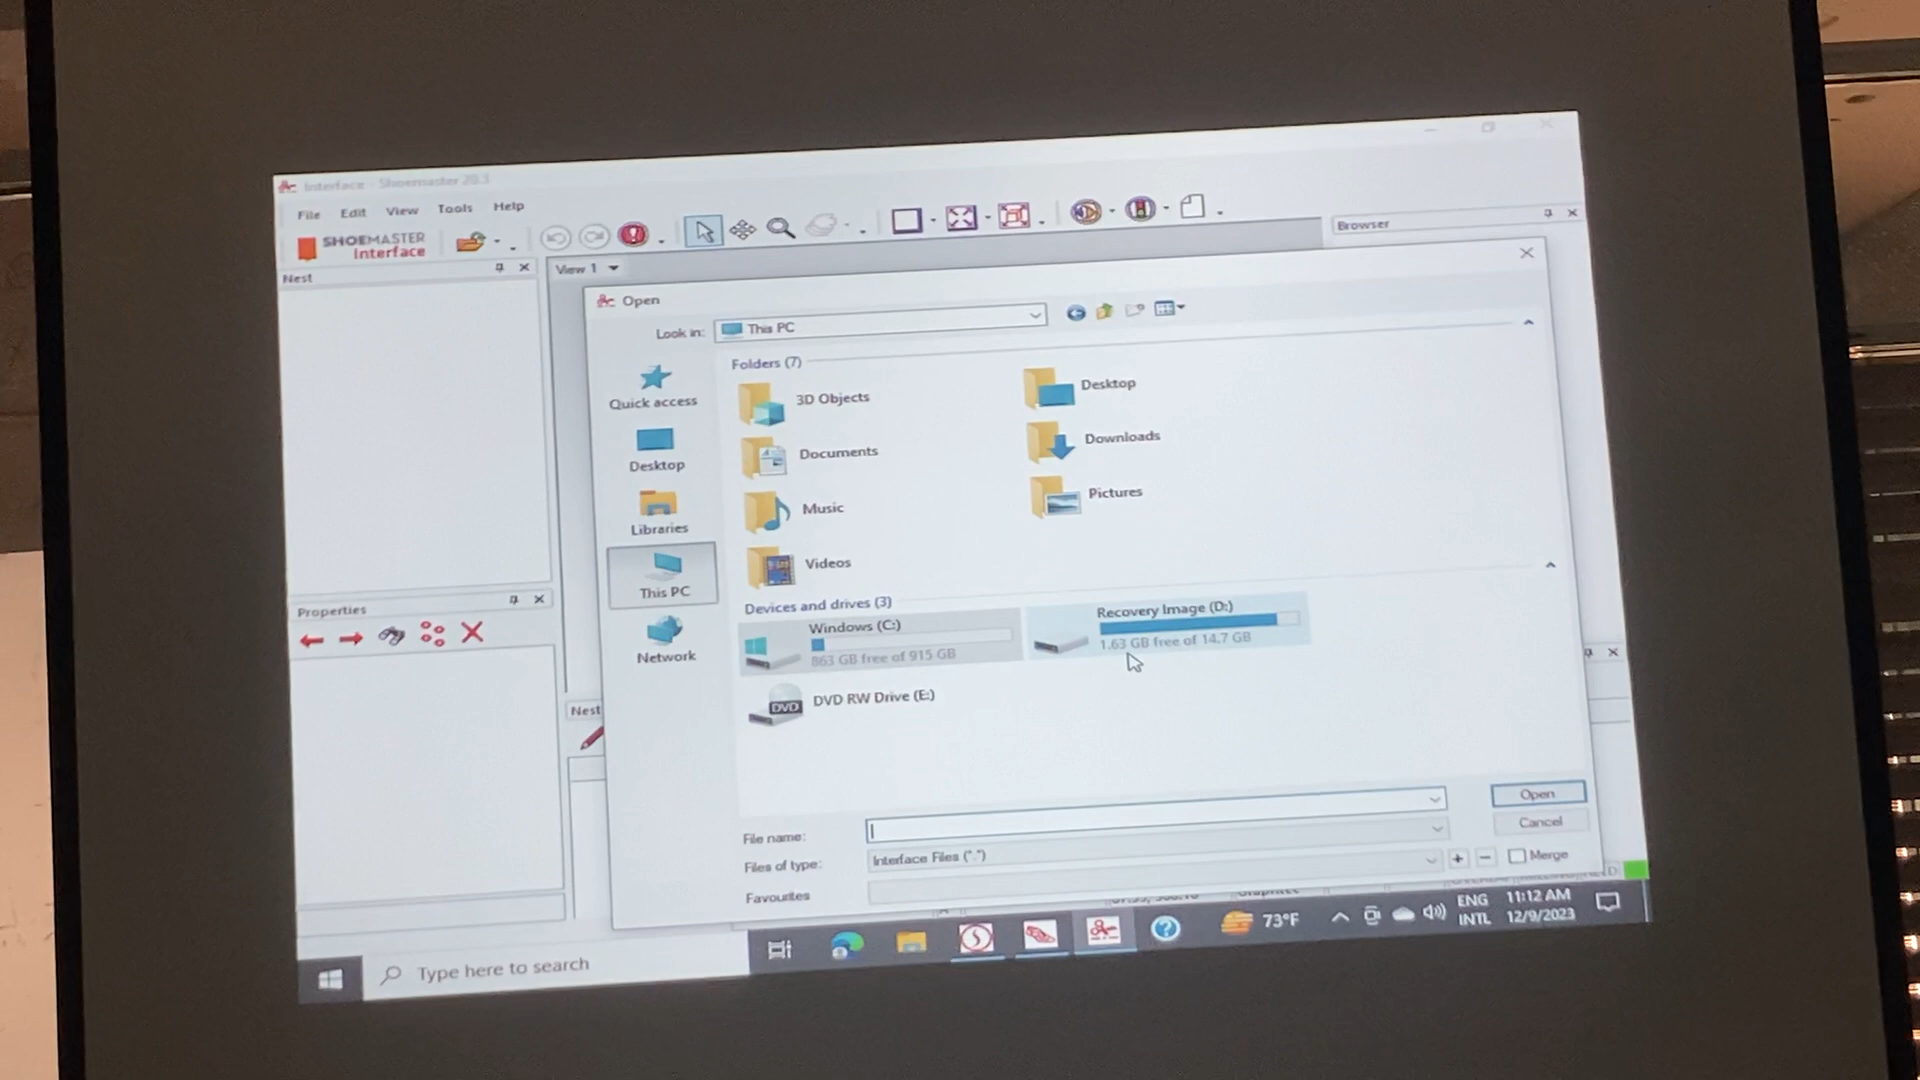 Interface - Shoemaster 20.3
File Edit View Tools Help
SHOEMASTER
Interface
Browser
Nest
View 1
Open
Look in: This PC
Folders (7)
Quick access
3D Objects
Desktop
Desktop
Documents
Downloads
Libraries
Music
Pictures
This PC
Videos
Properties
Devices and drives (3)
Network
Windows (C:)
863 GB free of 915 GB
Recovery Image (D:)
1.63 GB free of 14.7 GB
DVD
DVD RW Drive (E:)
Nest
File name:
Open
Files of type: Interface Files (*.*)
Cancel
Favourites
Merge
Type here to search
73°F
ENG
INTL
11:12 AM
12/9/2023